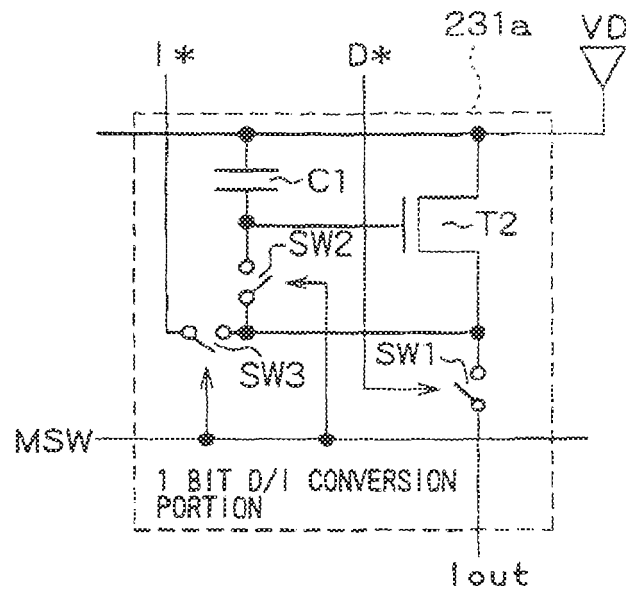 231a
VD
I*
D*
C1
T2
SW2
SW1
SW3
MSW
1 BIT D/I CONVERSION
PORTION
Iout